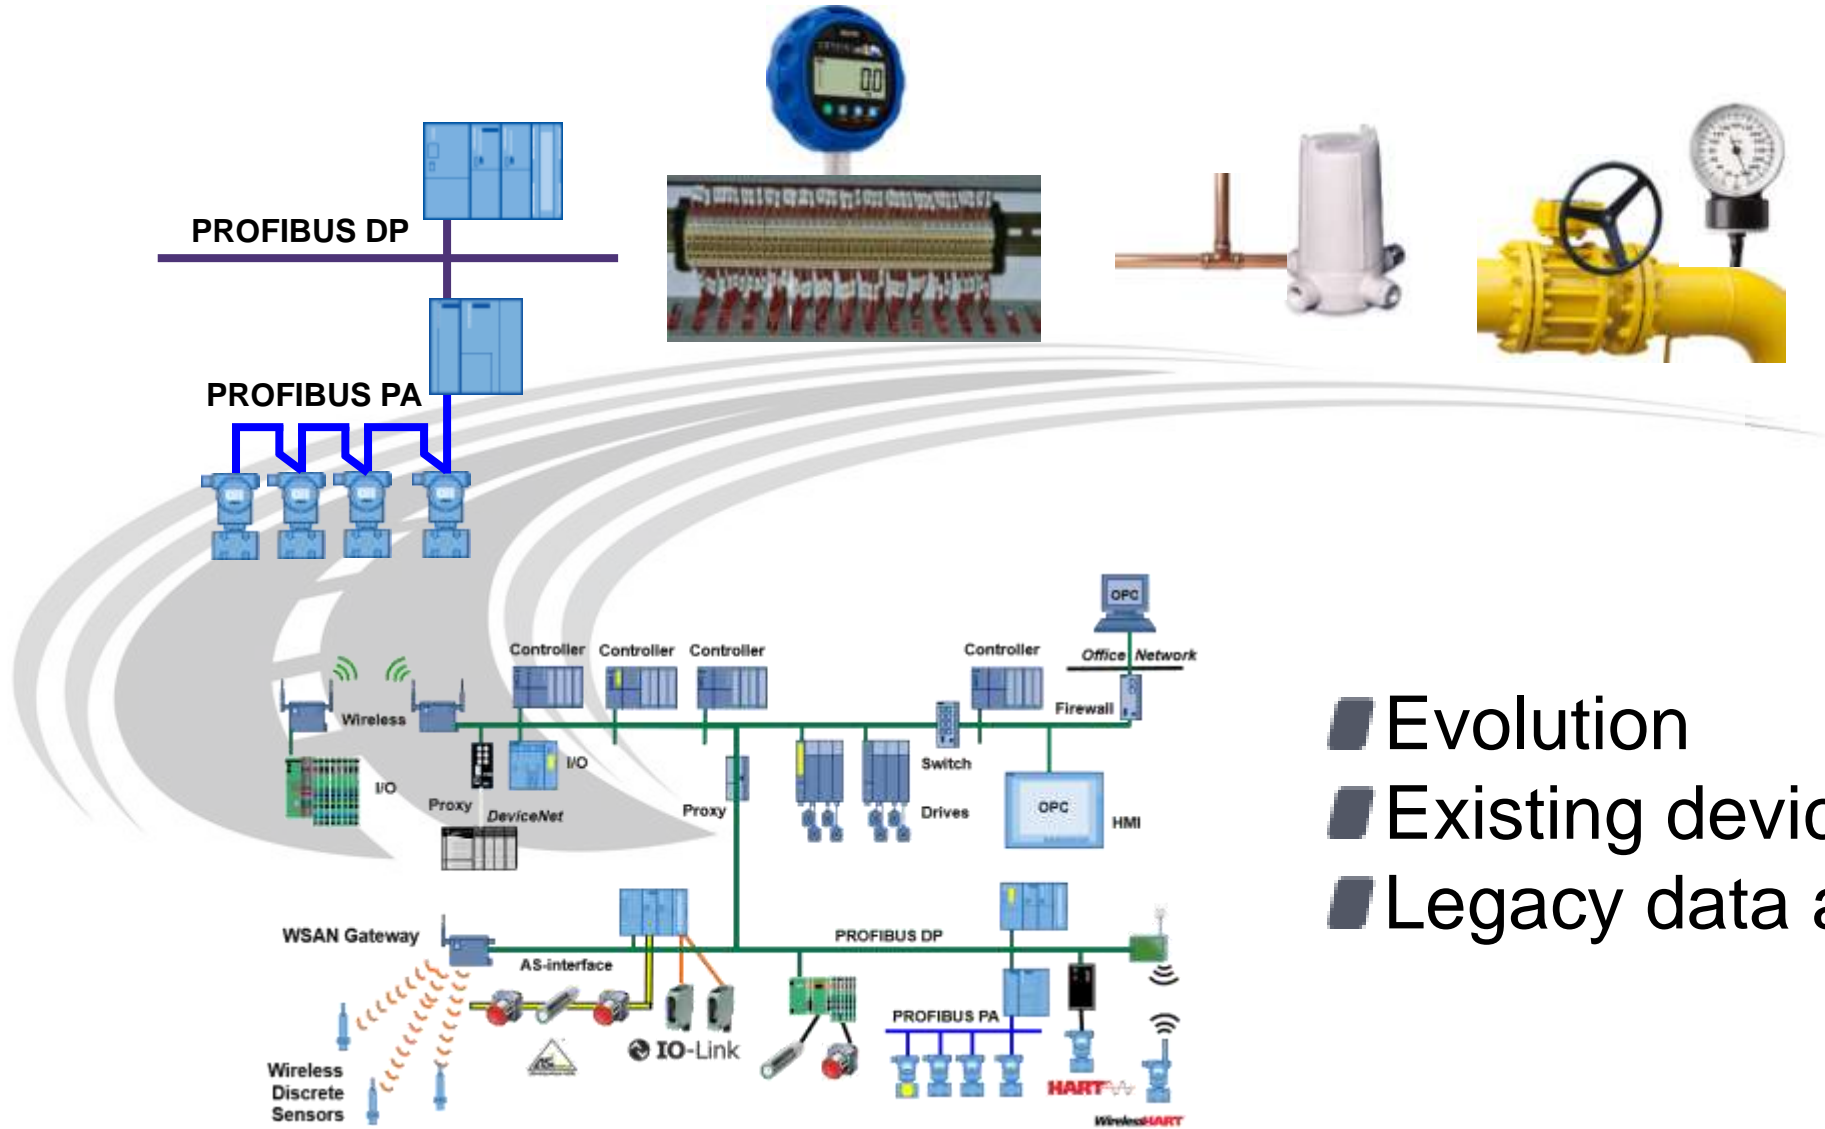 PROFIBUS DP
PROFIBUS PA
OPC
Controller
Controller
Controller
Controller
Office Network
Wireless
Firewall
I/O
I/O
Switch
Proxy
DeviceNet
Proxy
Drives
OPC
HMI
WSAN Gateway
PROFIBUS DP
AS-interface
PROFIBUS PA
IO-Link
Wireless
Discrete
Sensors
HART
WirelessHART
Evolution
Existing devic
Legacy data a